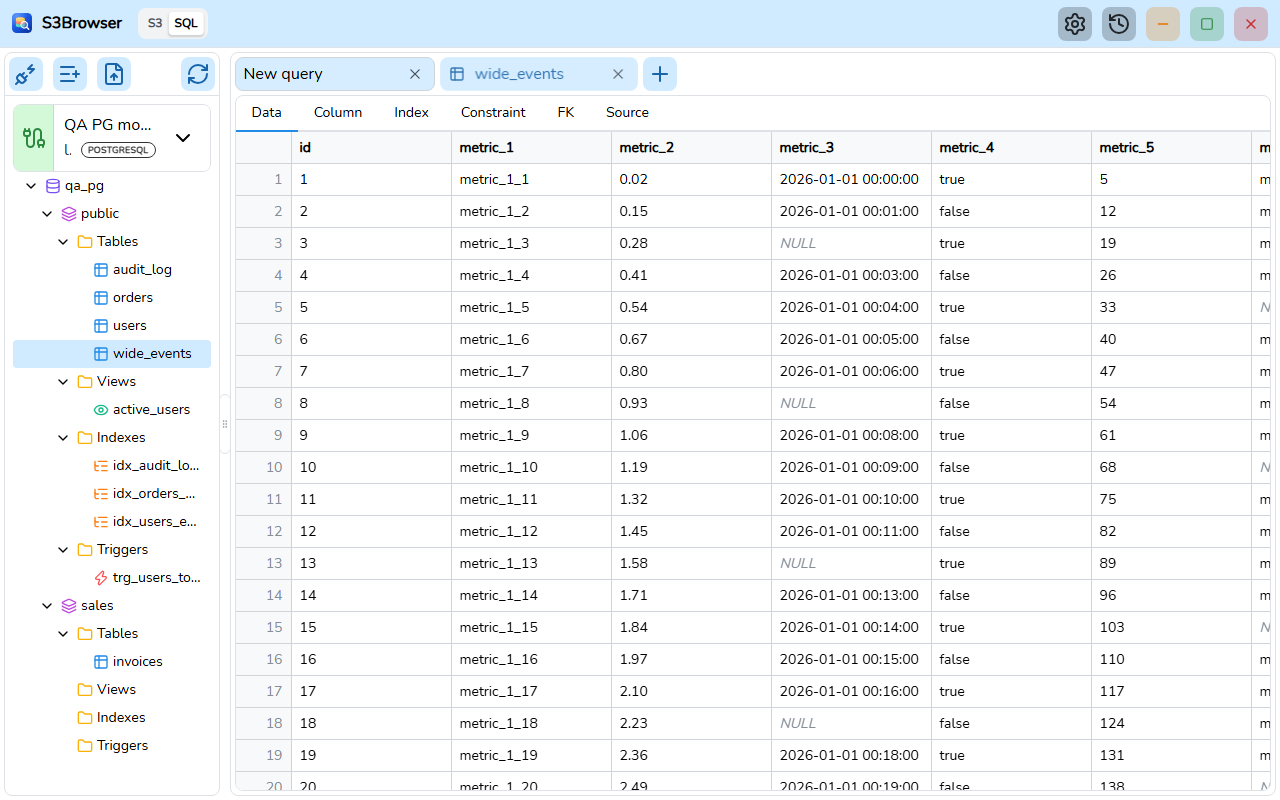 S3Browser S3 SQL
New query wide_events
Data Column Index Constraint FK Source
QA PG mo...
l. POSTGRESQL
qa_pg
public
Tables
audit_log
orders
users
wide_events
Views
active_users
Indexes
idx_audit_lo...
idx_orders_...
idx_users_e...
Triggers
trg_users_to...
sales
Tables
invoices
Views
Indexes
Triggers
id metric_1 metric_2 metric_3 metric_4 metric_5 m
1 1 metric_1_1 0.02 2026-01-01 00:00:00 true 5 m
2 2 metric_1_2 0.15 2026-01-01 00:01:00 false 12 m
3 3 metric_1_3 0.28 NULL true 19 m
4 4 metric_1_4 0.41 2026-01-01 00:03:00 false 26 m
5 5 metric_1_5 0.54 2026-01-01 00:04:00 true 33 N
6 6 metric_1_6 0.67 2026-01-01 00:05:00 false 40 m
7 7 metric_1_7 0.80 2026-01-01 00:06:00 true 47 m
8 8 metric_1_8 0.93 NULL false 54 m
9 9 metric_1_9 1.06 2026-01-01 00:08:00 true 61 m
10 10 metric_1_10 1.19 2026-01-01 00:09:00 false 68 N
11 11 metric_1_11 1.32 2026-01-01 00:10:00 true 75 m
12 12 metric_1_12 1.45 2026-01-01 00:11:00 false 82 m
13 13 metric_1_13 1.58 NULL true 89 m
14 14 metric_1_14 1.71 2026-01-01 00:13:00 false 96 m
15 15 metric_1_15 1.84 2026-01-01 00:14:00 true 103 N
16 16 metric_1_16 1.97 2026-01-01 00:15:00 false 110 m
17 17 metric_1_17 2.10 2026-01-01 00:16:00 true 117 m
18 18 metric_1_18 2.23 NULL false 124 m
19 19 metric_1_19 2.36 2026-01-01 00:18:00 true 131 m
20 20 metric_1_20 2.49 2026-01-01 00:19:00 false 138 N